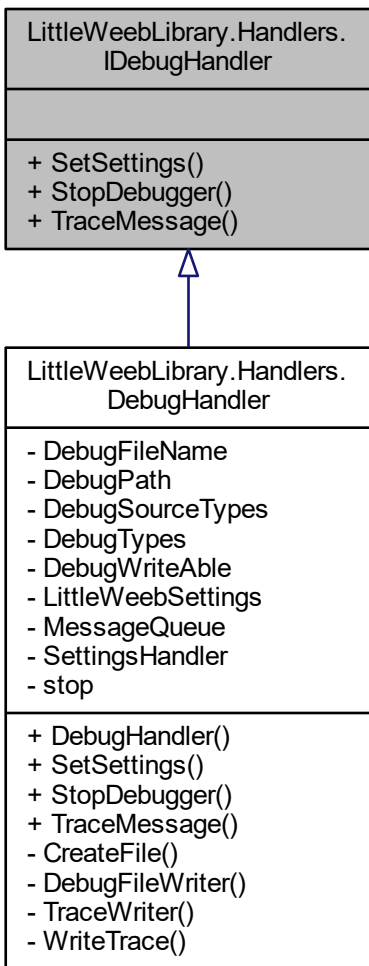 LittleWeebLibrary.Handlers.
IDebugHandler
+ SetSettings()
+ StopDebugger()
+ TraceMessage()
LittleWeebLibrary.Handlers.
DebugHandler
- DebugFileName
- DebugPath
- DebugSourceTypes
- DebugTypes
- DebugWriteAble
- LittleWeebSettings
- MessageQueue
- SettingsHandler
- stop
+ DebugHandler()
+ SetSettings()
+ StopDebugger()
+ TraceMessage()
- CreateFile()
- DebugFileWriter()
- TraceWriter()
- WriteTrace()